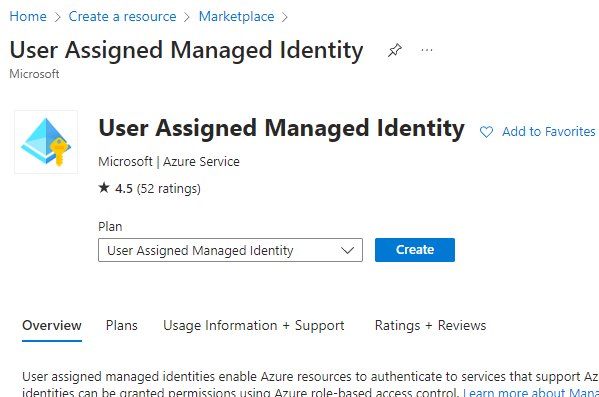 Home > Create a resource > Marketplace >
User Assigned Managed Identity ...
Microsoft
User Assigned Managed Identity Add to Favorites
Microsoft | Azure Service
★ 4.5 (52 ratings)
Plan
User Assigned Managed Identity Create
Overview Plans Usage Information + Support Ratings + Reviews
User assigned managed identities enable Azure resources to authenticate to services that support
identities can be granted permissions using Azure role-based access control. Learn more about